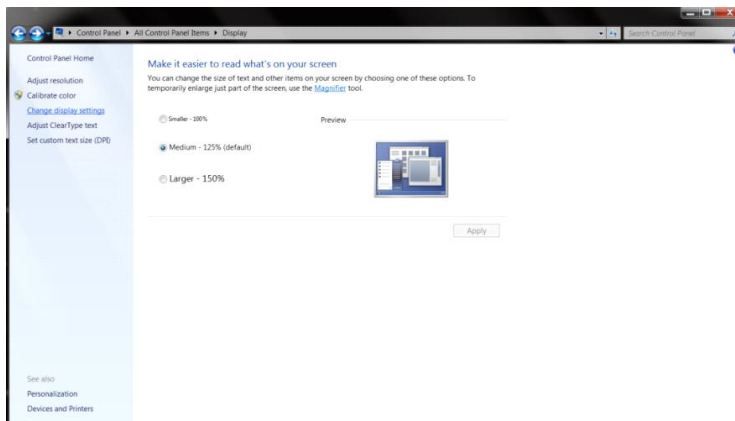 Control Panel ▸ All Control Panel Items ▸ Display
Search Control Panel
Control Panel Home
Adjust resolution
Calibrate color
Change display settings
Adjust ClearType text
Set custom text size (DPI)
Make it easier to read what's on your screen
You can change the size of text and other items on your screen by choosing one of these options. To
temporarily enlarge just part of the screen, use the Magnifier tool.
Smaller - 100%
Preview
Medium - 125% (default)
Larger - 150%
Apply
See also
Personalization
Devices and Printers